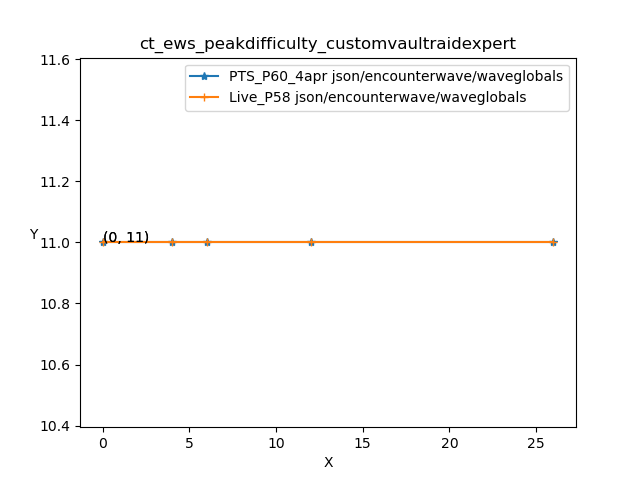 ct_ews_peakdifficulty_customvaultraidexpert
PTS_P60_4apr json/encounterwave/waveglobals
Live_P58 json/encounterwave/waveglobals
11.6
11.4
11.2
11.0
10.8
10.6
10.4
Y
(0, 11)
0 5 10 15 20 25
X